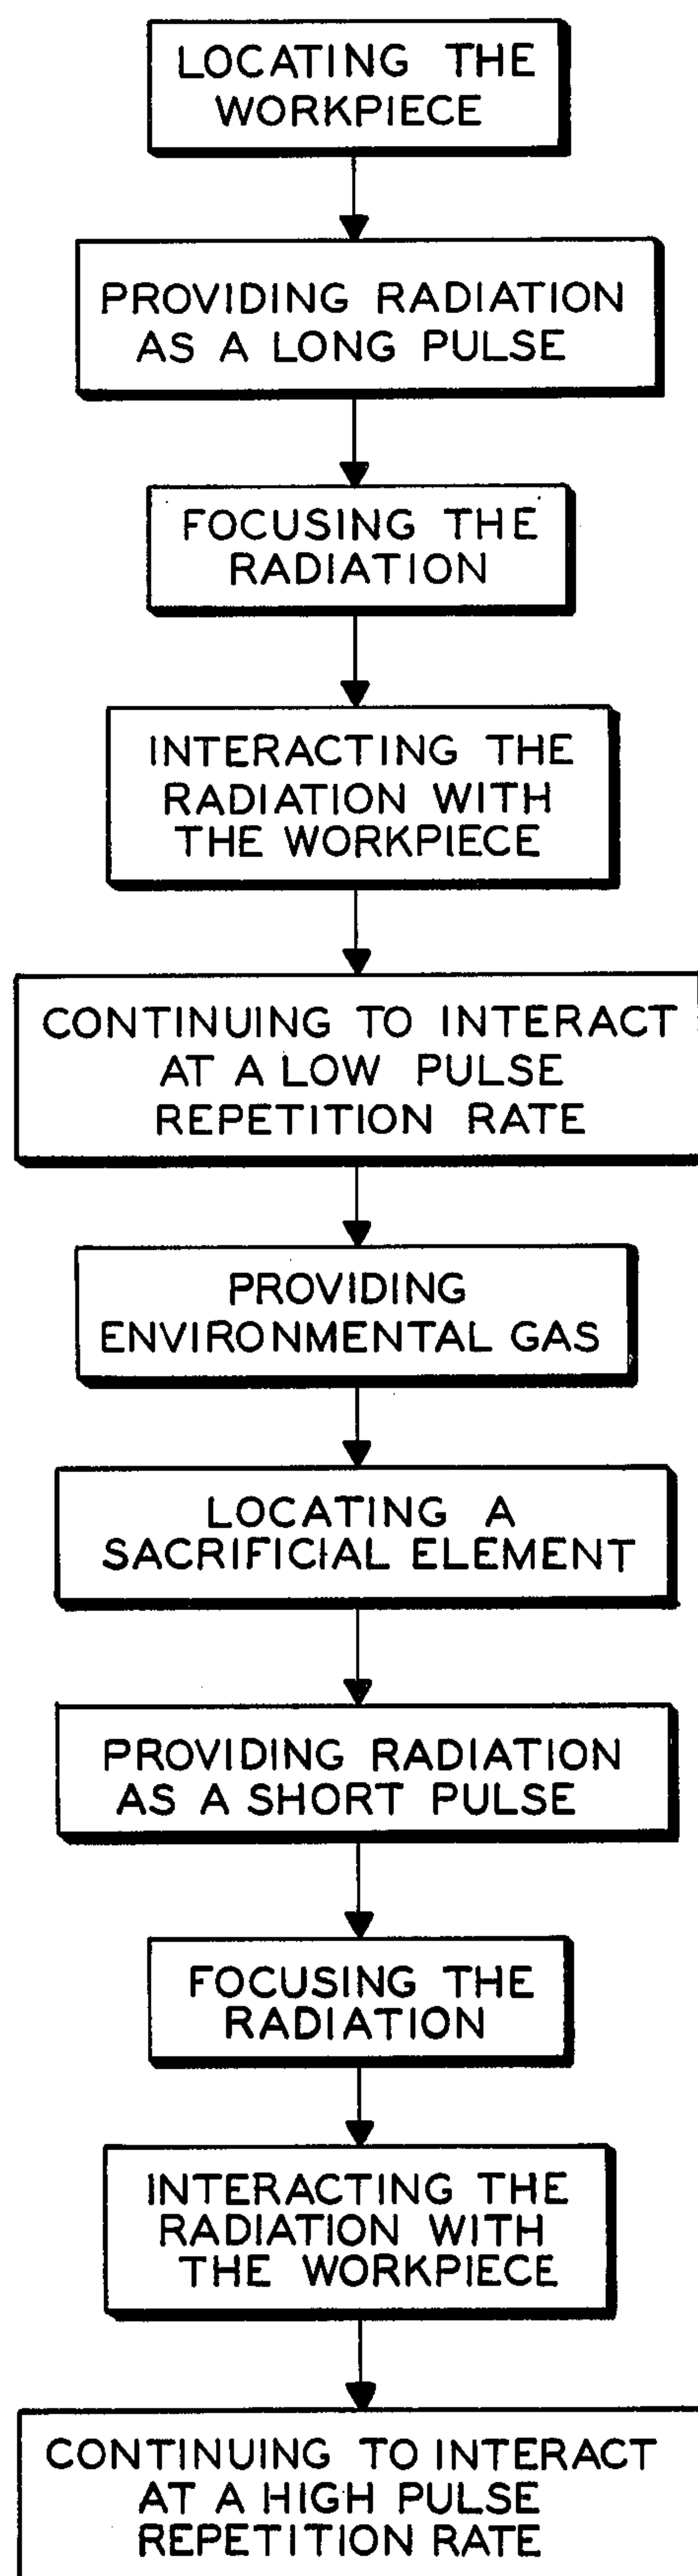 LOCATING THE
WORKPIECE
PROVIDING RADIATION
AS A LONG PULSE
FOCUSING THE
RADIATION
INTERACTING THE
RADIATION WITH
THE WORKPIECE
CONTINUING TO INTERACT
AT A LOW PULSE
REPETITION RATE
PROVIDING
ENVIRONMENTAL GAS
LOCATING A
SACRIFICIAL ELEMENT
PROVIDING RADIATION
AS A SHORT PULSE
FOCUSING THE
RADIATION
INTERACTING THE
RADIATION WITH
THE WORKPIECE
CONTINUING TO INTERACT
AT A HIGH PULSE
REPETITION RATE